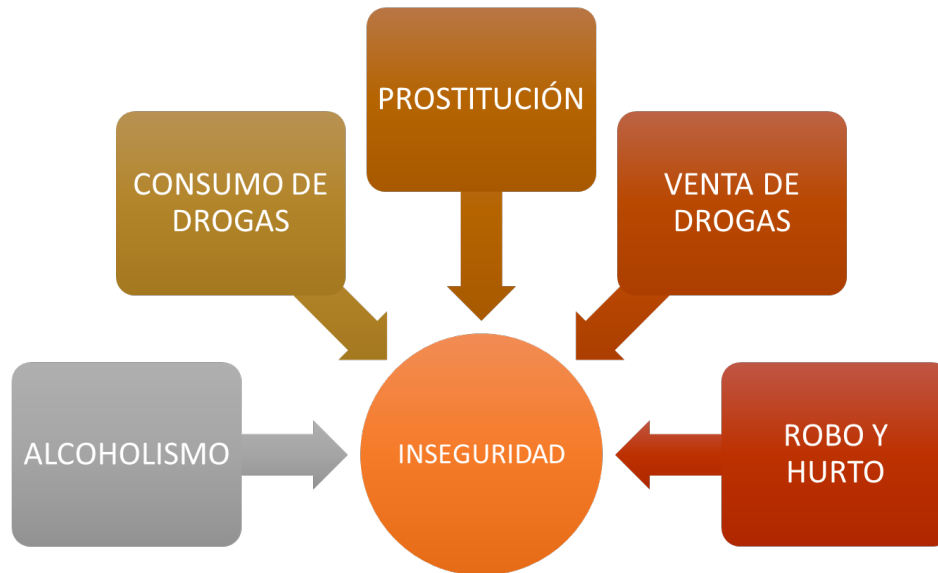 PROSTITUCIÓN
CONSUMO DE
DROGAS
VENTA DE
DROGAS
ALCOHOLISMO
INSEGURIDAD
ROBO Y
HURTO